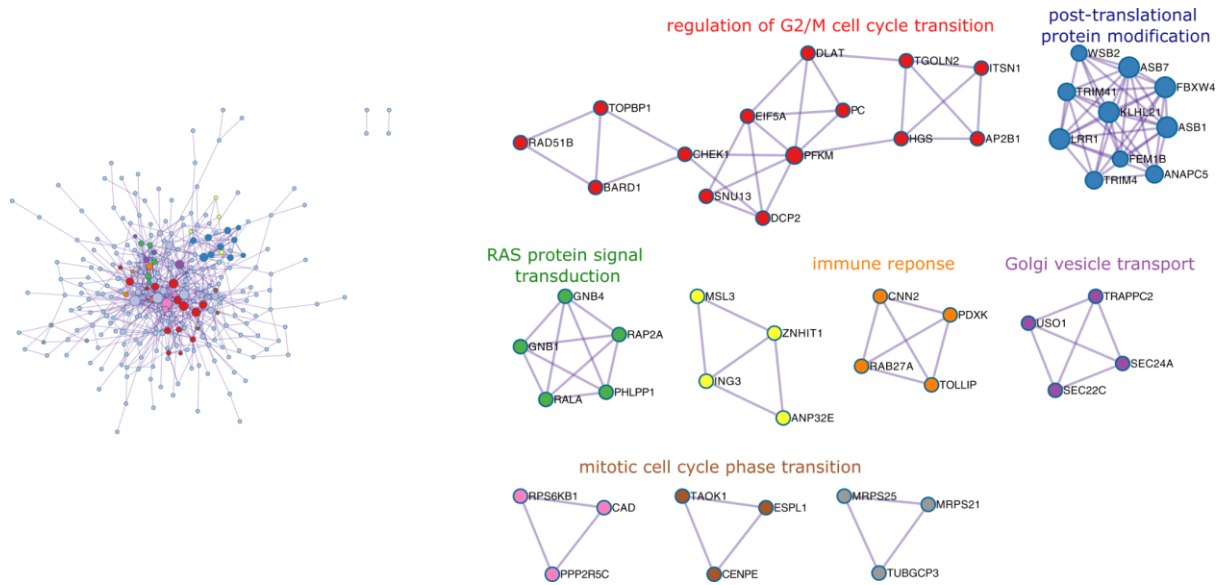 regulation of G2/M cell cycle transition
post-translational
protein modification
DLAT
TGOLN2
ITSN1
TOPBP1
EIF5A
PC
RAD51B
CHEK1
PFKM
HGS
AP2B1
BARD1
SNU13
DCP2
WSB2
ASB7
TRIM41
FBXW4
KLHL21
LRR1
ASB1
FEM1B
TRIM4
ANAPC5
RAS protein signal
transduction
immune reponse
Golgi vesicle transport
GNB4
RAP2A
GNB1
RALA
PHLPP1
MSL3
ZNHIT1
ING3
ANP32E
CNN2
PDXK
RAB27A
TOLLIP
TRAPPC2
USO1
SEC24A
SEC22C
mitotic cell cycle phase transition
RPS6KB1
CAD
PPP2R5C
TAOK1
ESPL1
CENPE
MRPS25
MRPS21
TUBGCP3